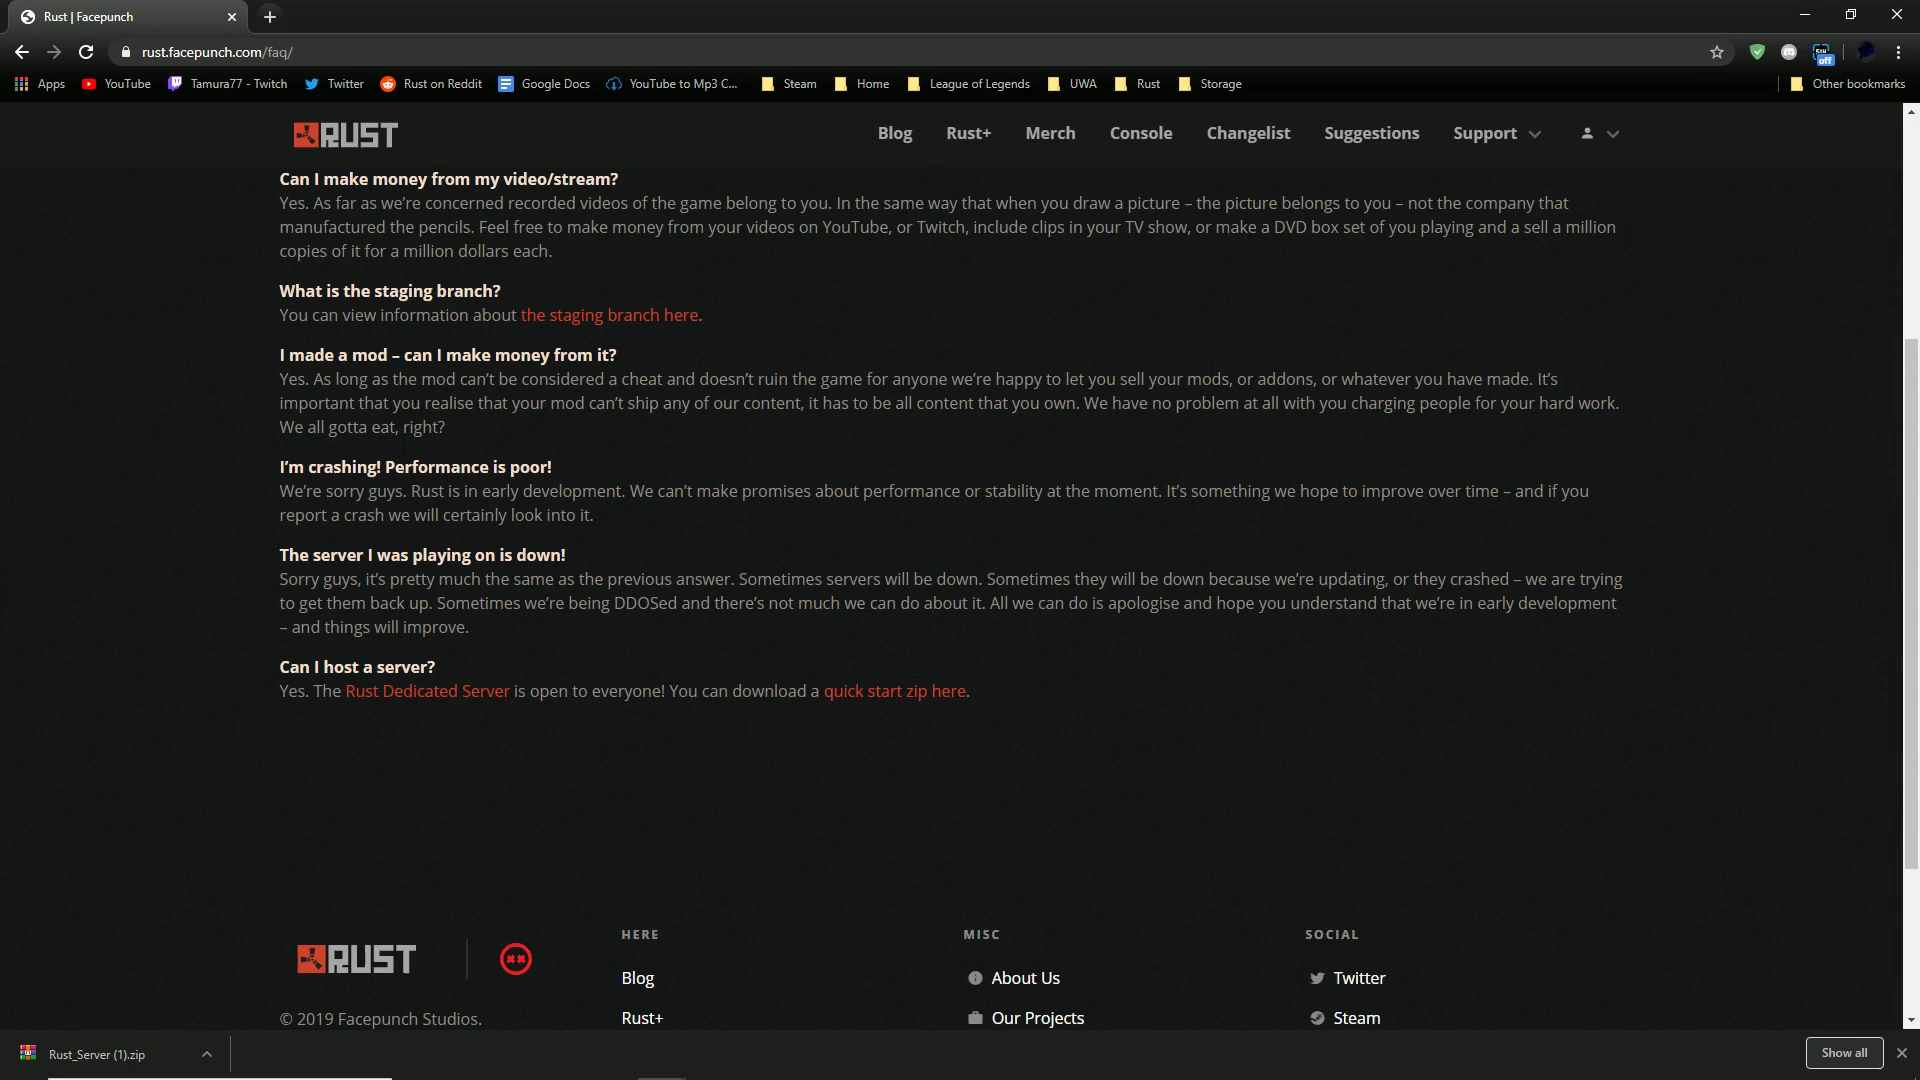 Rust | Facepunch
rust.facepunch.com/faq/
off
Apps YouTube Tamura77 - Twitch Twitter Rust on Reddit Google Docs YouTube to Mp3 C... Steam Home League of Legends UWA Rust Storage Other bookmarks
RUST Blog Rust+ Merch Console Changelist Suggestions Support
Can I make money from my video/stream?
Yes. As far as we’re concerned recorded videos of the game belong to you. In the same way that when you draw a picture – the picture belongs to you – not the company that
manufactured the pencils. Feel free to make money from your videos on YouTube, or Twitch, include clips in your TV show, or make a DVD box set of you playing and a sell a million
copies of it for a million dollars each.
What is the staging branch?
You can view information about the staging branch here.
I made a mod – can I make money from it?
Yes. As long as the mod can’t be considered a cheat and doesn’t ruin the game for anyone we’re happy to let you sell your mods, or addons, or whatever you have made. It’s
important that you realise that your mod can’t ship any of our content, it has to be all content that you own. We have no problem at all with you charging people for your hard work.
We all gotta eat, right?
I’m crashing! Performance is poor!
We’re sorry guys. Rust is in early development. We can’t make promises about performance or stability at the moment. It’s something we hope to improve over time – and if you
report a crash we will certainly look into it.
The server I was playing on is down!
Sorry guys, it’s pretty much the same as the previous answer. Sometimes servers will be down. Sometimes they will be down because we’re updating, or they crashed – we are trying
to get them back up. Sometimes we’re being DDOSed and there’s not much we can do about it. All we can do is apologise and hope you understand that we’re in early development
– and things will improve.
Can I host a server?
Yes. The Rust Dedicated Server is open to everyone! You can download a quick start zip here.
HERE MISC SOCIAL
RUST
Blog About Us Twitter
© 2019 Facepunch Studios. Rust+ Our Projects Steam
Rust_Server (1).zip Show all